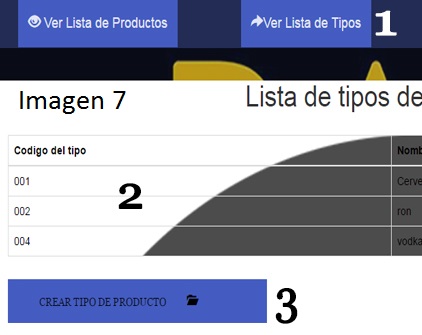 Ver Lista de Productos
Ver Lista de Tipos
1
Imagen 7
Lista de tipos de
Codigo del tipo
Nomb
001
Cerve
2
002
ron
004
vodka
CREAR TIPO DE PRODUCTO
3